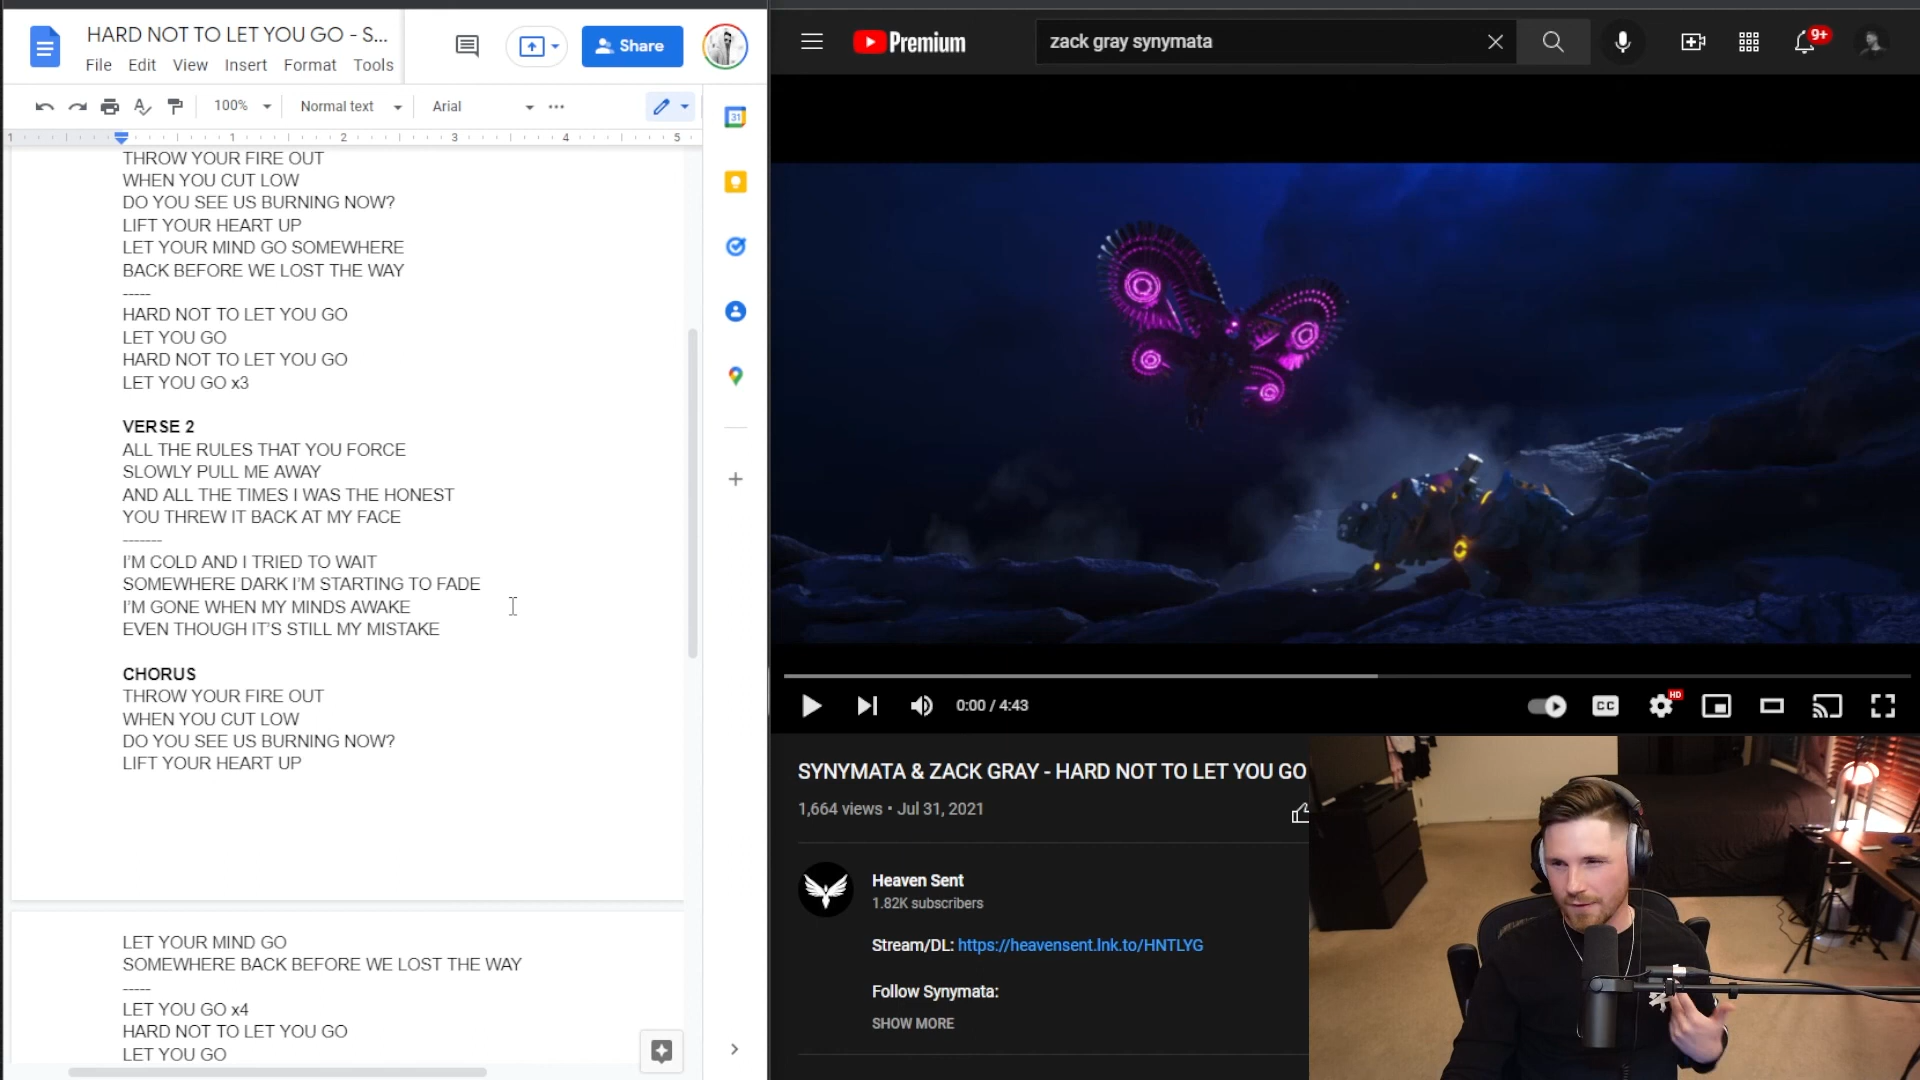 HARD NOT TO LET YOU GO - S...
File Edit View Insert Format Tools
Share
100% Normal text Arial
1 1 2 3 4 5
THROW YOUR FIRE OUT
WHEN YOU CUT LOW
DO YOU SEE US BURNING NOW?
LIFT YOUR HEART UP
LET YOUR MIND GO SOMEWHERE
BACK BEFORE WE LOST THE WAY
-----
HARD NOT TO LET YOU GO
LET YOU GO
HARD NOT TO LET YOU GO
LET YOU GO x3
VERSE 2
ALL THE RULES THAT YOU FORCE
SLOWLY PULL ME AWAY
AND ALL THE TIMES I WAS THE HONEST
YOU THREW IT BACK AT MY FACE
-------
I'M COLD AND I TRIED TO WAIT
SOMEWHERE DARK I'M STARTING TO FADE
I'M GONE WHEN MY MINDS AWAKE
EVEN THOUGH IT'S STILL MY MISTAKE
CHORUS
THROW YOUR FIRE OUT
WHEN YOU CUT LOW
DO YOU SEE US BURNING NOW?
LIFT YOUR HEART UP
LET YOUR MIND GO
SOMEWHERE BACK BEFORE WE LOST THE WAY
-----
LET YOU GO x4
HARD NOT TO LET YOU GO
LET YOU GO
31
Premium
zack gray synymata
9+
0:00 / 4:43
CC
HD
SYNYMATA & ZACK GRAY - HARD NOT TO LET YOU GO
1,664 views • Jul 31, 2021
Heaven Sent
1.82K subscribers
Stream/DL: https://heavensent.lnk.to/HNTLYG
Follow Synymata:
SHOW MORE